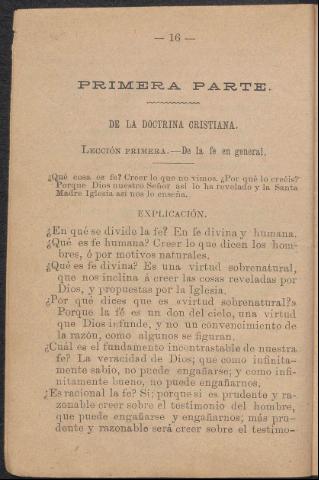 — 16 —
PRIMERA PARTE.
DE LA DOCTRINA CRISTIANA.
LECCIÓN PRIMERA.—De la fe en general.
¿Qué cosa es fe? Creer lo que no vimos. ¿Por qué lo creéis?
Porque Dios nuestro Señor así lo ha revelado y la Santa
Madre Iglesia así nos lo enseña.
EXPLICACIÓN.
¿En qué se divide la fe? En fe divina y humana.
¿Qué es fe humana? Creer lo que dicen los hom-
bres, ó por motivos naturales.
¿Qué es fe divina? Es una virtud sobrenatural,
que nos inclina á creer las cosas reveladas por
Dios, y propuestas por la Iglesia.
¿Por qué dices que es «virtud sobrenatural?»
Porque la fé es un don del cielo, una virtud
que Dios infunde, y no un convencimiento de
la razón, como algunos se figuran.
¿Cuál es el fundamento incontrastable de nuestra
fe? La veracidad de Dios; que como infinita-
mente sabio, no puede engañarse; y como infi-
nitamente bueno, no puede engañarnos.
¿Es racional la fe? Si; porque si es prudente y ra-
zonable creer sobre el testimonio del hombre,
que puede engañarse y engañarnos; más pru-
dente y razonable será creer sobre el testimo-